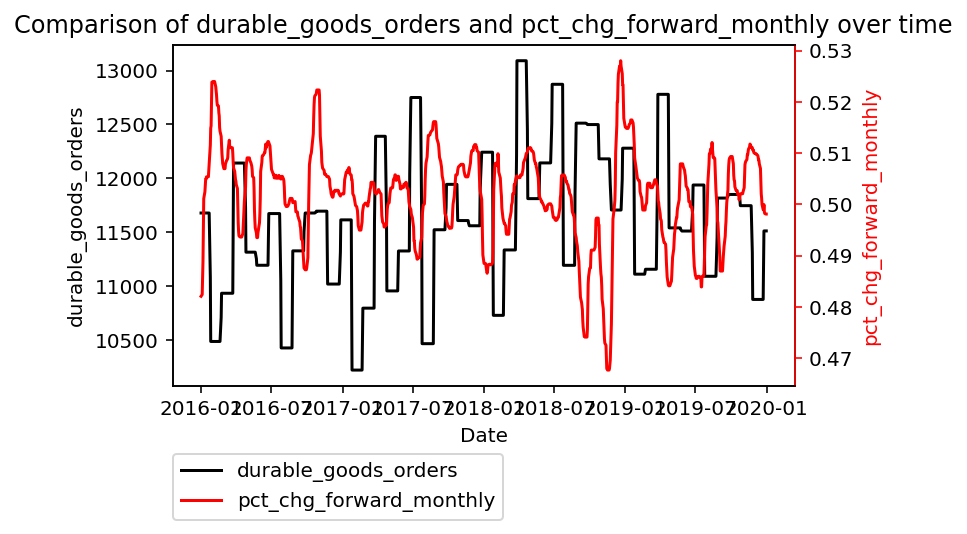 Comparison of durable_goods_orders and pct_chg_forward_monthly over time
durable_goods_orders
13000
12500
12000
11500
11000
10500
0.53
0.52
0.51
0.50
0.49
0.48
0.47
pct_chg_forward_monthly
2016-01 2016-07 2017-01 2017-07 2018-01 2018-07 2019-01 2019-07 2020-01
Date
durable_goods_orders
pct_chg_forward_monthly